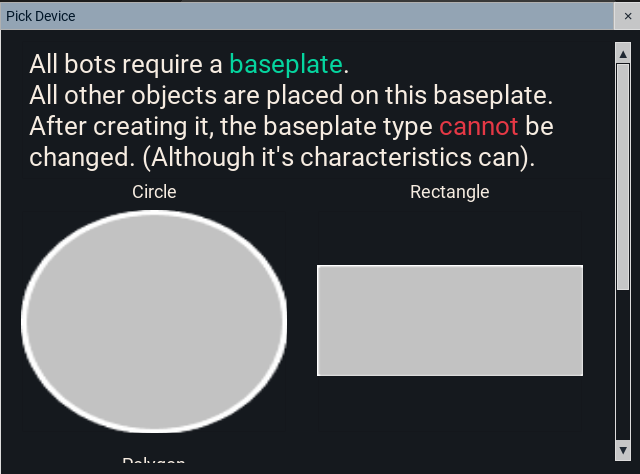 Pick Device
All bots require a baseplate.
All other objects are placed on this baseplate.
After creating it, the baseplate type cannot be
changed. (Although it's characteristics can).
Circle
Rectangle
Polygon